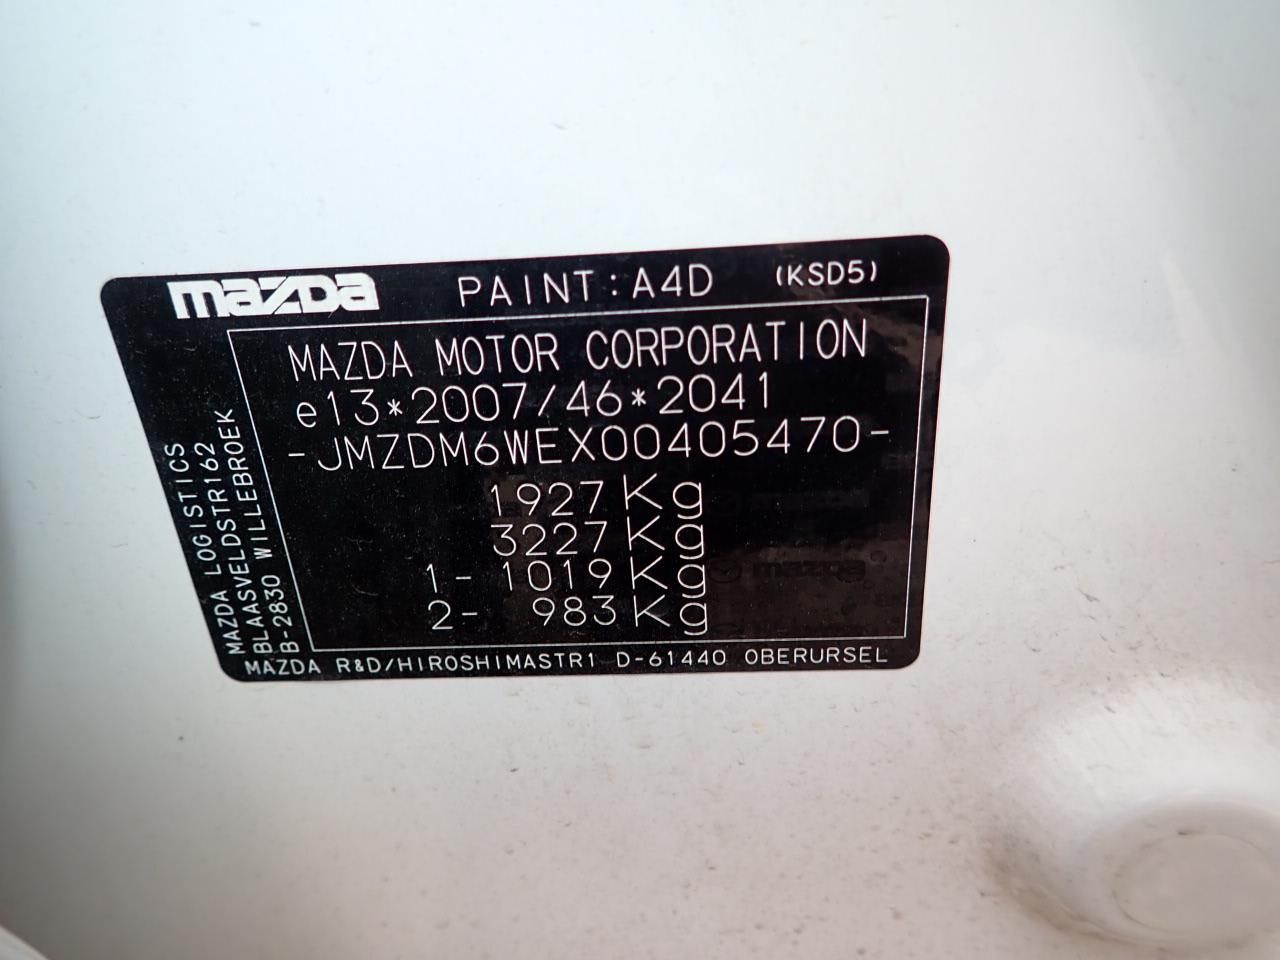 mazda PAINT:A4D (KSD5)
MAZDA MOTOR CORPORATION
e13*2007/46*2041
-JMZDM6WEX00405470-
1927Kg
3227Kg
1-1019Kg
2- 983Kg
MAZDA LOGISTICS
BLAASVELDSTR162
B-2830 WILLEBROEK
MAZDA R&D/HIROSHIMASTR1 D-61440 OBERURSEL